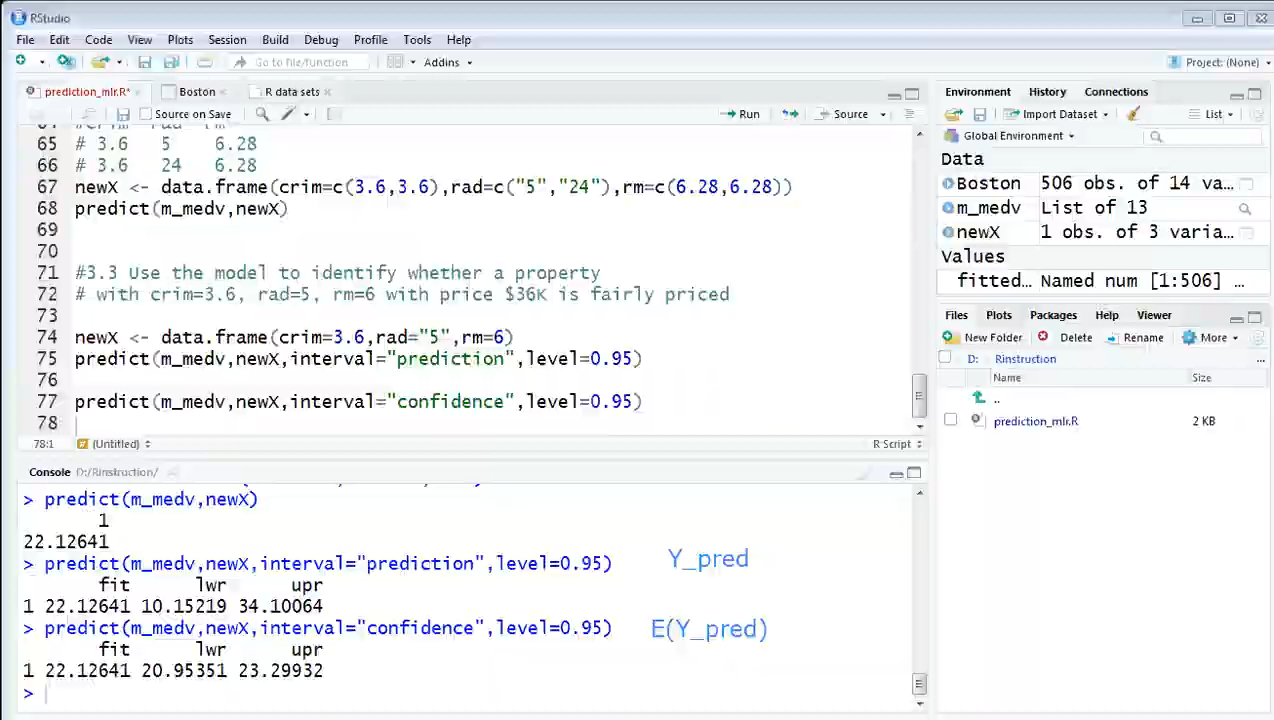 RStudio
File Edit Code View Plots Session Build Debug Profile Tools Help
Go to file/function Addins Project: (None)
prediction_mlr.R* Boston R data sets
Source on Save Run Source
65 # 3.6 5 6.28
66 # 3.6 24 6.28
67 newX <- data.frame(crim=c(3.6,3.6),rad=c("5","24"),rm=c(6.28,6.28))
68 predict(m_medv,newX)
69
70
71 #3.3 Use the model to identify whether a property
72 # with crim=3.6, rad=5, rm=6 with price $36K is fairly priced
73
74 newX <- data.frame(crim=3.6,rad="5",rm=6)
75 predict(m_medv,newX,interval="prediction",level=0.95)
76
77 predict(m_medv,newX,interval="confidence",level=0.95)
78
78:1 (Untitled) R Script
Console D:/Rinstruction/
> predict(m_medv,newX)
1
22.12641
> predict(m_medv,newX,interval="prediction",level=0.95) Y_pred
fit lwr upr
1 22.12641 10.15219 34.10064
> predict(m_medv,newX,interval="confidence",level=0.95) E(Y_pred)
fit lwr upr
1 22.12641 20.95351 23.29932
>
Environment History Connections
Import Dataset List
Global Environment
Data
Boston 506 obs. of 14 va…
m_medv List of 13
newX 1 obs. of 3 varia…
Values
fitted… Named num [1:506] …
Files Plots Packages Help Viewer
New Folder Delete Rename More
D: Rinstruction ...
Name Size
..
prediction_mlr.R 2 KB